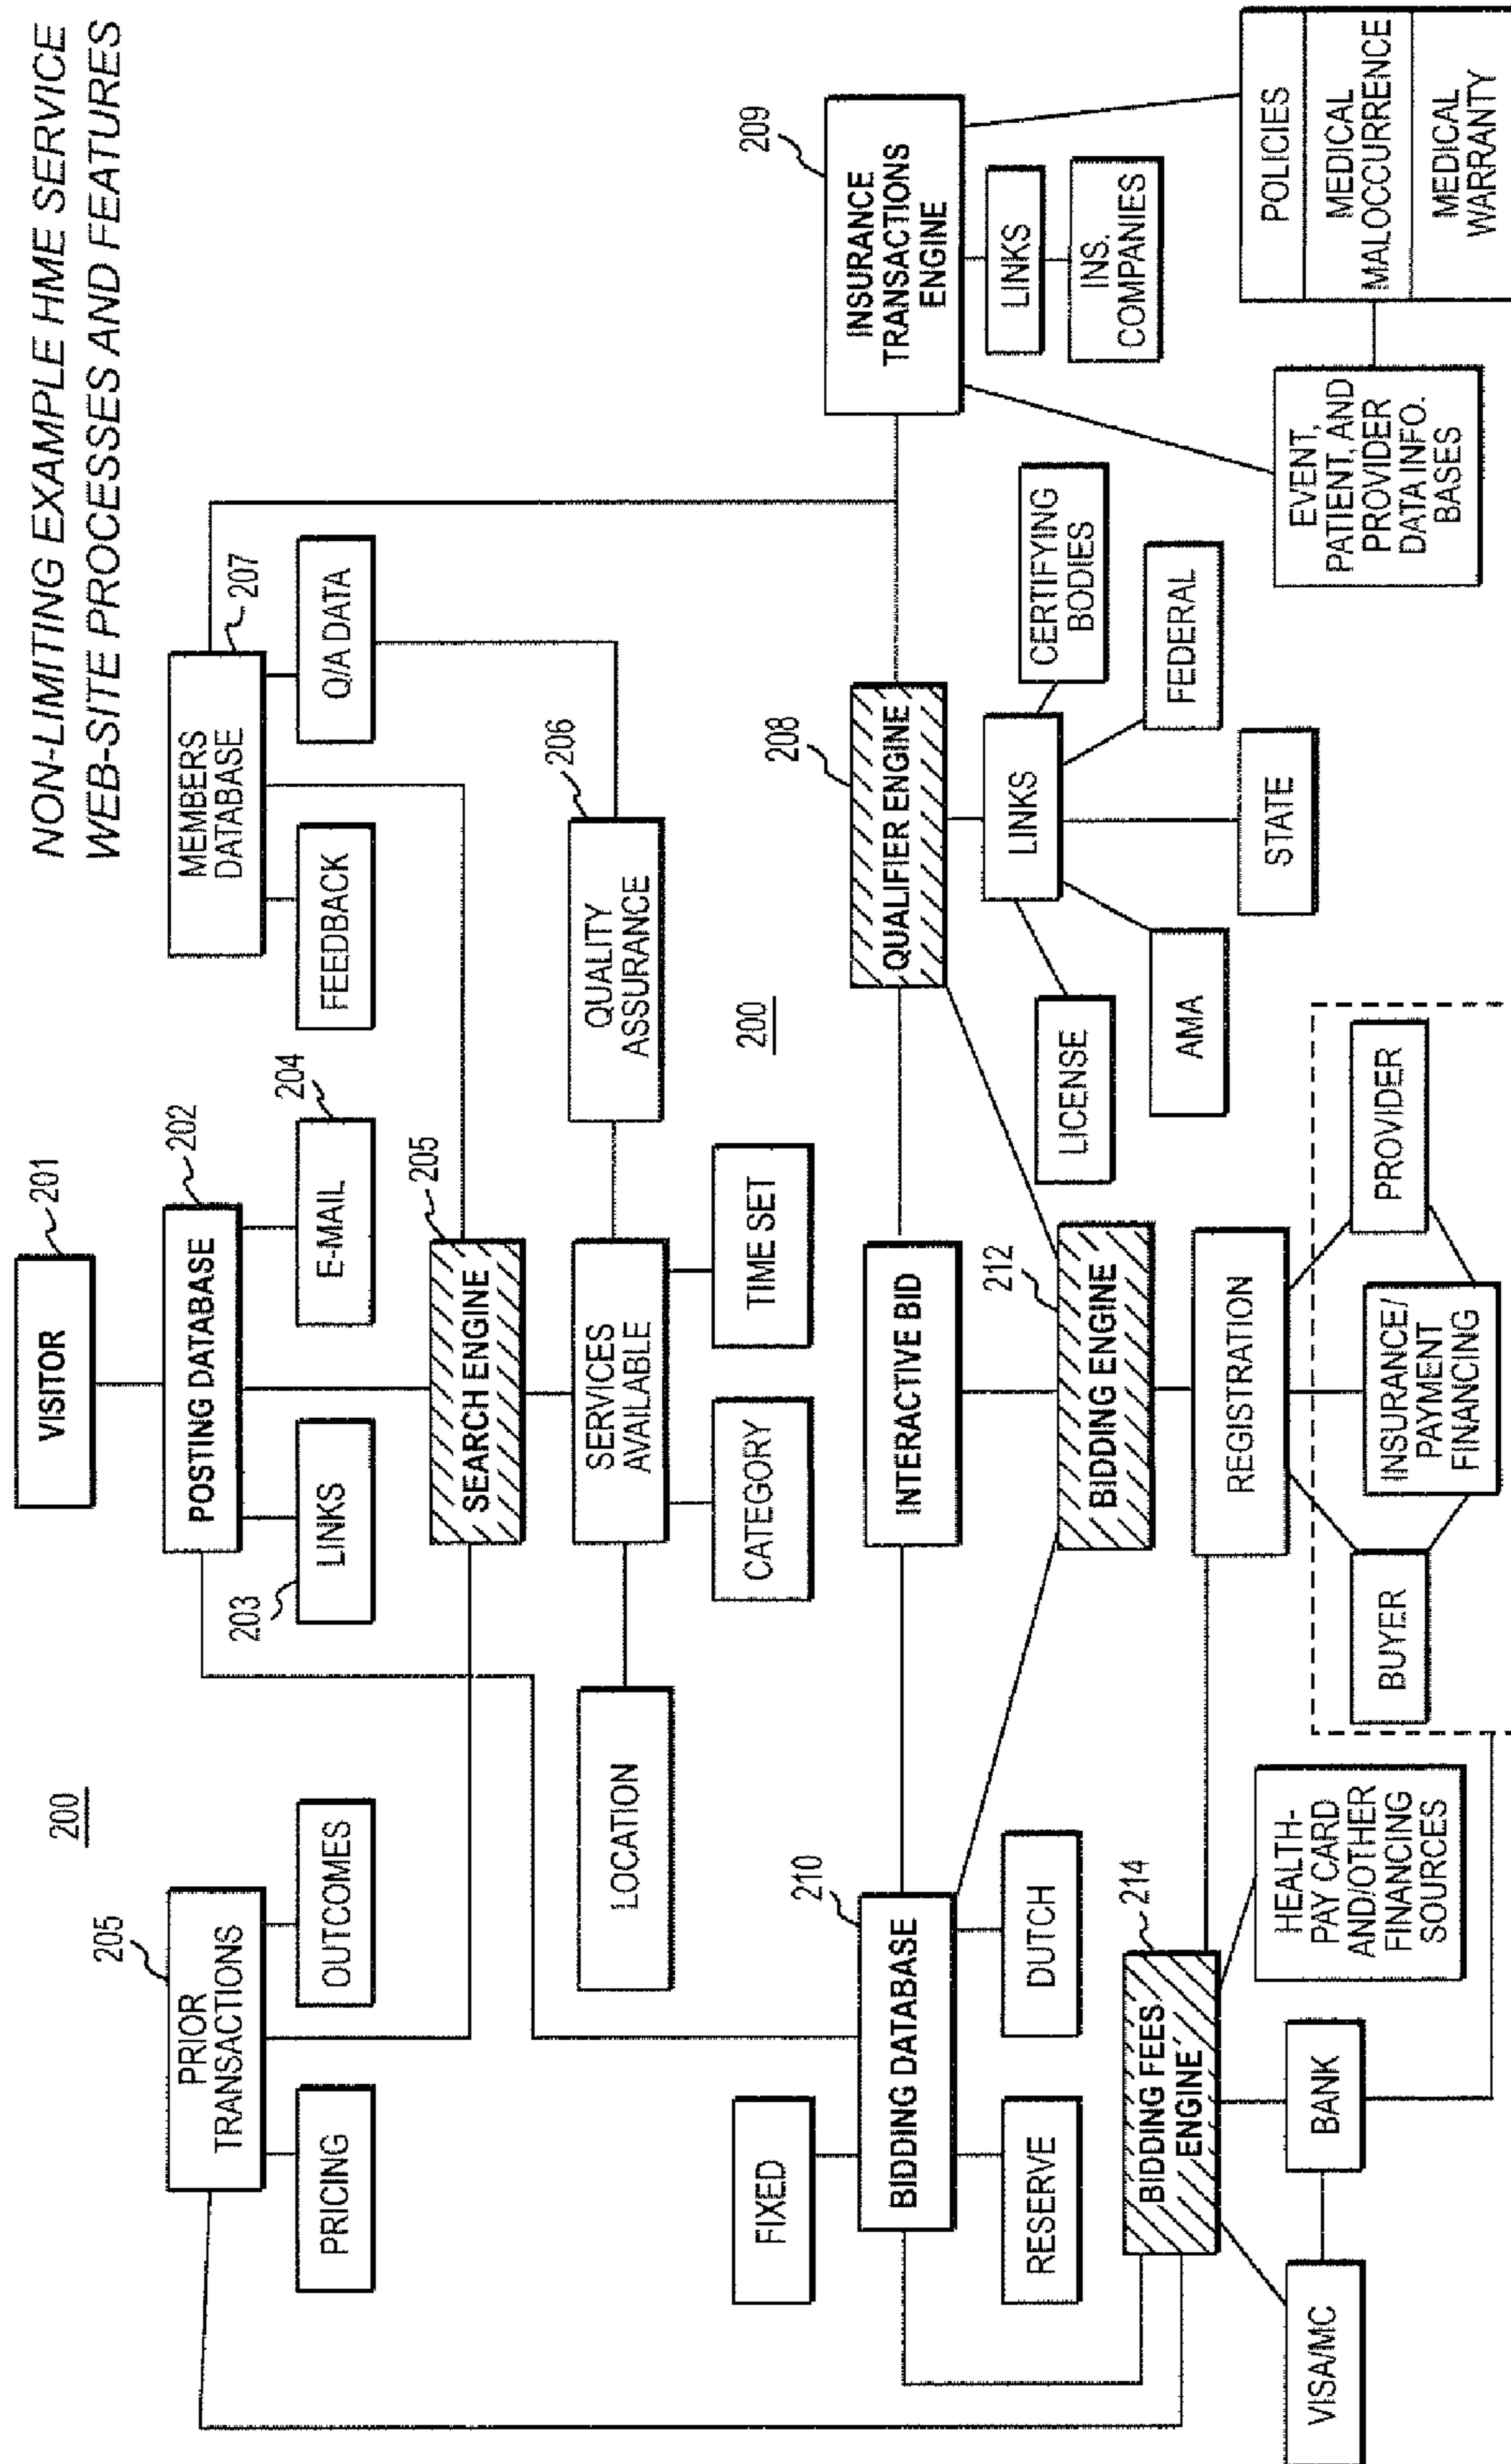 NON-LIMITING EXAMPLE HME SERVICE
WEB-SITE PROCESSES AND FEATURES
200
VISITOR
201
205
PRIOR
TRANSACTIONS
PRICING
OUTCOMES
POSTING DATABASE
202
203
LINKS
E-MAIL
204
MEMBERS
DATABASE
207
FEEDBACK
Q/A DATA
SEARCH ENGINE
205
LOCATION
SERVICES
AVAILABLE
CATEGORY
TIME SET
QUALITY
ASSURANCE
206
200
FIXED
BIDDING DATABASE
210
RESERVE
DUTCH
INTERACTIVE BID
QUALIFIER ENGINE
208
INSURANCE
TRANSACTIONS
ENGINE
209
LINKS
INS.
COMPANIES
LINKS
LICENSE
AMA
STATE
FEDERAL
CERTIFYING
BODIES
BIDDING ENGINE
212
BIDDING FEES
ENGINE
214
REGISTRATION
VISA/MC
BANK
HEALTH-
PAY CARD
AND/OTHER
FINANCING
SOURCES
BUYER
INSURANCE/
PAYMENT
FINANCING
PROVIDER
EVENT,
PATIENT, AND
PROVIDER
DATA INFO.
BASES
POLICIES
MEDICAL
MALOCCURRENCE
MEDICAL
WARRANTY